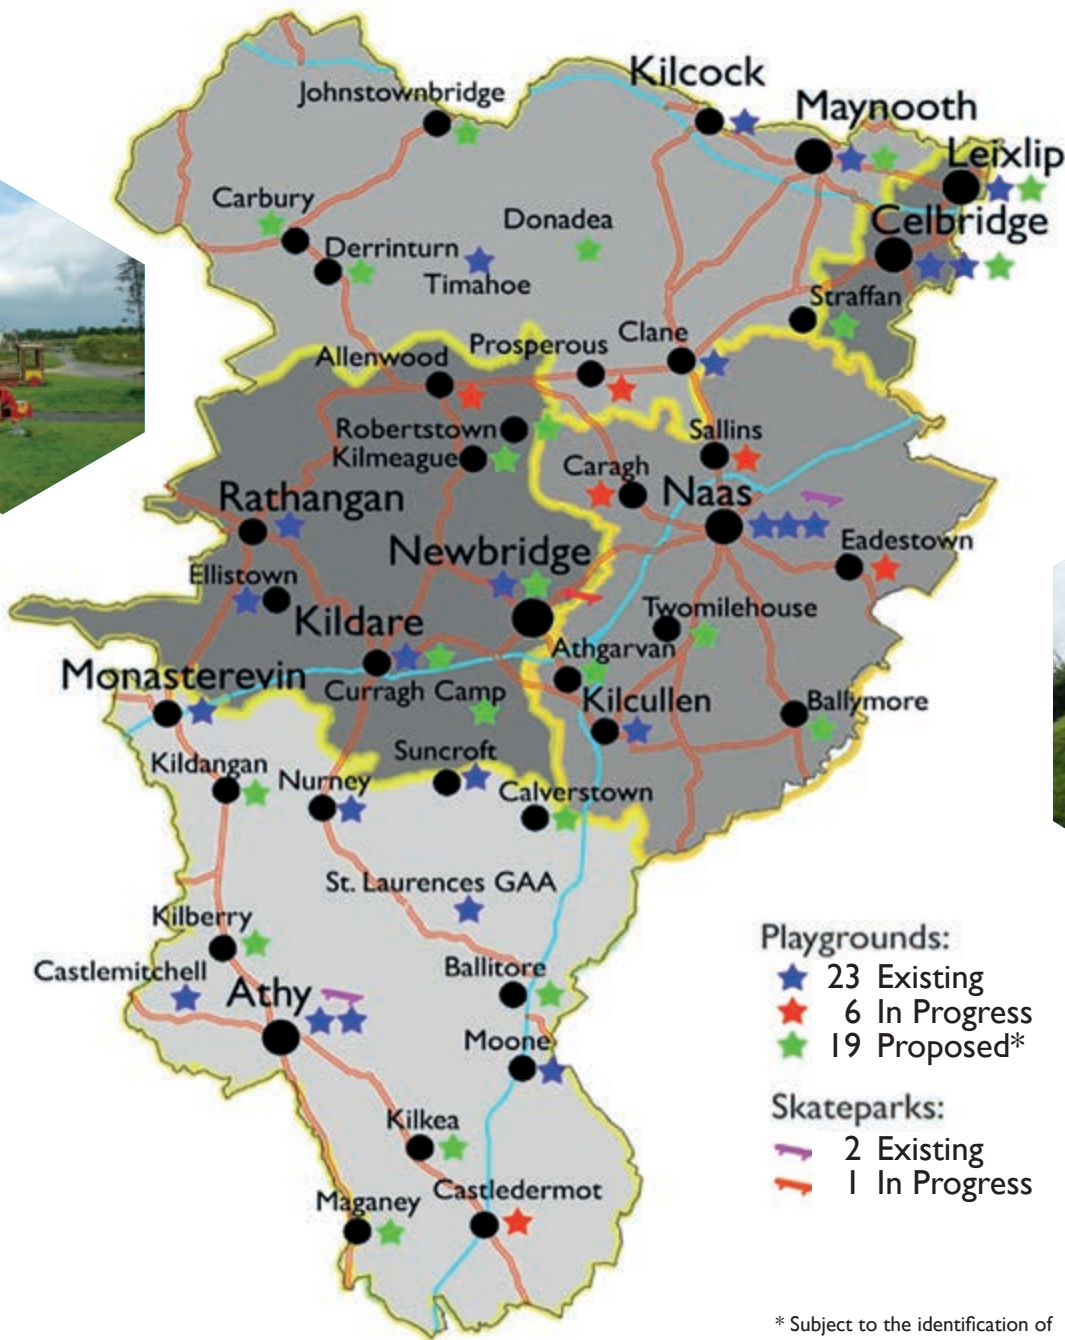 Kilcock
Johnstownbridge
Maynooth
Leixlip
Carbury
Donadea
Celbridge
Derrinturn
Timahoe
Straffan
Clane
Prosperous
Allenwood
Robertstown
Sallins
Kilmeague
Caragh
Naas
Rathangan
Eadestown
Newbridge
Ellistown
Twomilehouse
Kildare
Athgarvan
Monasterevin
Curragh Camp
Kilcullen
Ballymore
Suncroft
Kildangan
Nurney
Calverstown
St. Laurences GAA
Kilberry
Castlemitchell
Ballitore
Athy
Moone
Kilkea
Castledermot
Maganey
Playgrounds:
23 Existing
6 In Progress
19 Proposed*
Skateparks:
2 Existing
1 In Progress
* Subject to the identification of